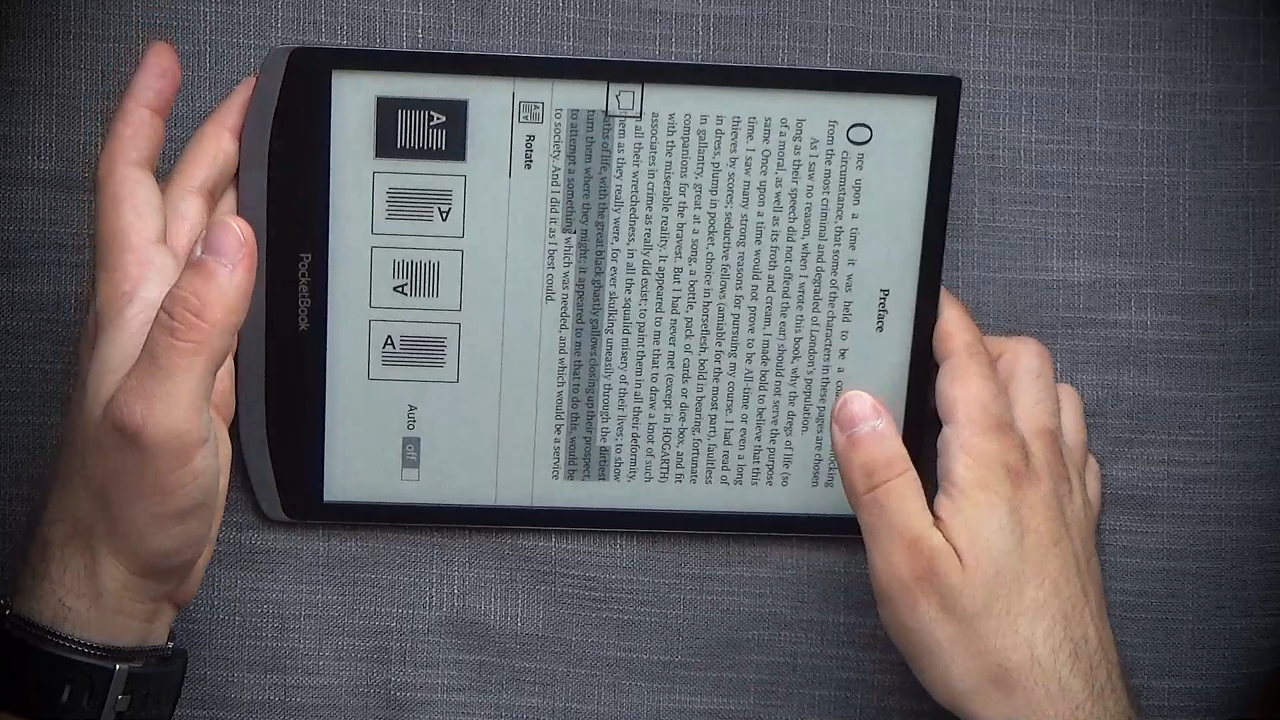 Preface
Once upon a time it was held to be a
circumstance, that some of the characters in these pages are chosen
from the most criminal and degraded of London's population.
As I saw no reason, when I wrote this book, why the dregs of life (so
long as their speech did not offend the ear) should not serve the purpose
of a moral, as well as its froth and cream, I made bold to believe that this
same Once upon a time would not prove to be All-time or even a long
time. I saw many strong reasons for pursuing my course. I had read of
thieves by scores; seductive fellows (amiable for the most part), faultless
in dress, plump in pocket, choice in horseflesh, bold in bearing, fortunate
in gallantry, great at a song, a bottle, pack of cards or dice-box, and fit
companions for the bravest. But I had never met (except in HOGARTH)
with the miserable reality. It appeared to me that to draw a knot of such
associates in crime as really did exist; to paint them in all their deformity,
all their wretchedness, in all the squalid misery of their lives; to show
hem as they really were, for ever skulking uneasily through the dirtiest
aths of life, with the great black ghastly gallows closing up their prospect,
turn them where they might; it appeared to me that to do this, would be
to attempt a something which was needed, and which would be a service
to society. And I did it as I best could.
Rotate
A
A
A
A
Auto off
PocketBook